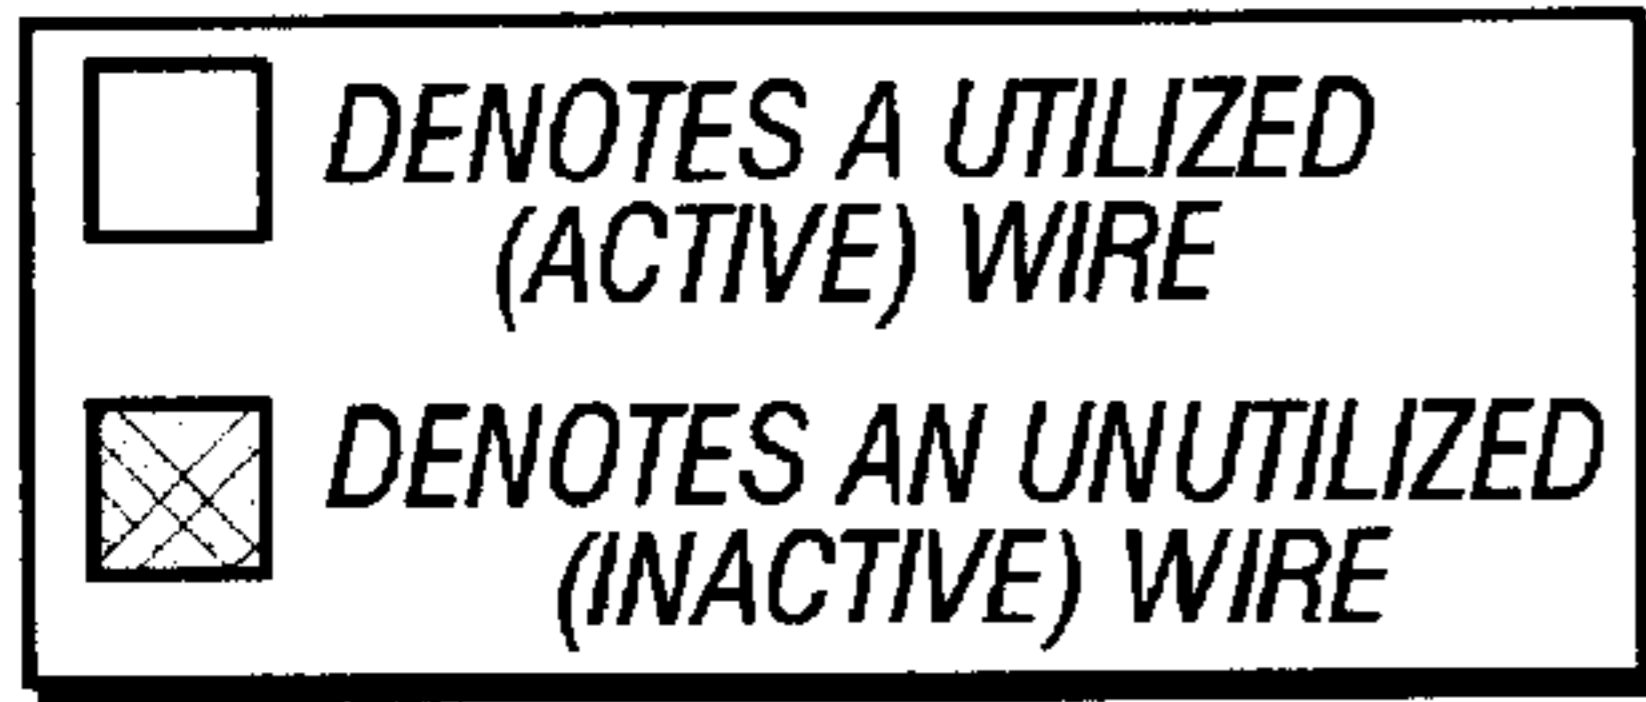 DENOTES A UTILIZED
(ACTIVE) WIRE
DENOTES AN UNUTILIZED
(INACTIVE) WIRE